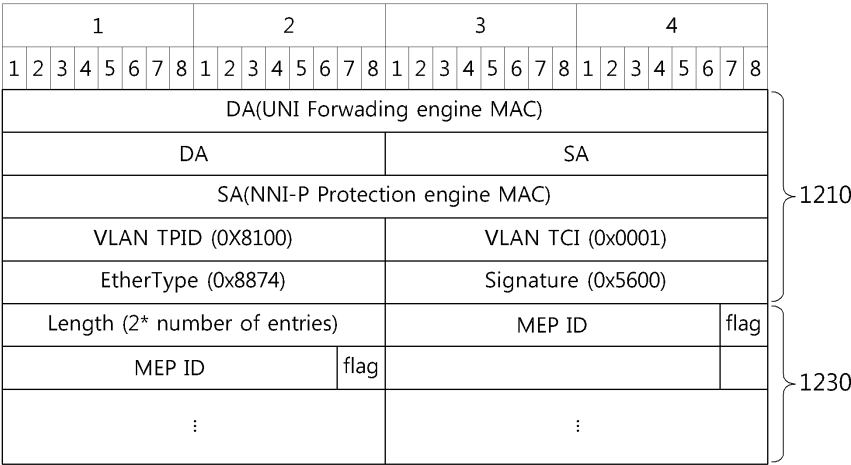 1 2 3 4
1 2 3 4 5 6 7 8 1 2 3 4 5 6 7 8 1 2 3 4 5 6 7 8 1 2 3 4 5 6 7 8
DA(UNI Forwading engine MAC)
DA SA
SA(NNI-P Protection engine MAC)
1210
VLAN TPID (0X8100) VLAN TCI (0x0001)
EtherType (0x8874) Signature (0x5600)
Length (2* number of entries) MEP ID flag
MEP ID flag
1230
⋮ ⋮